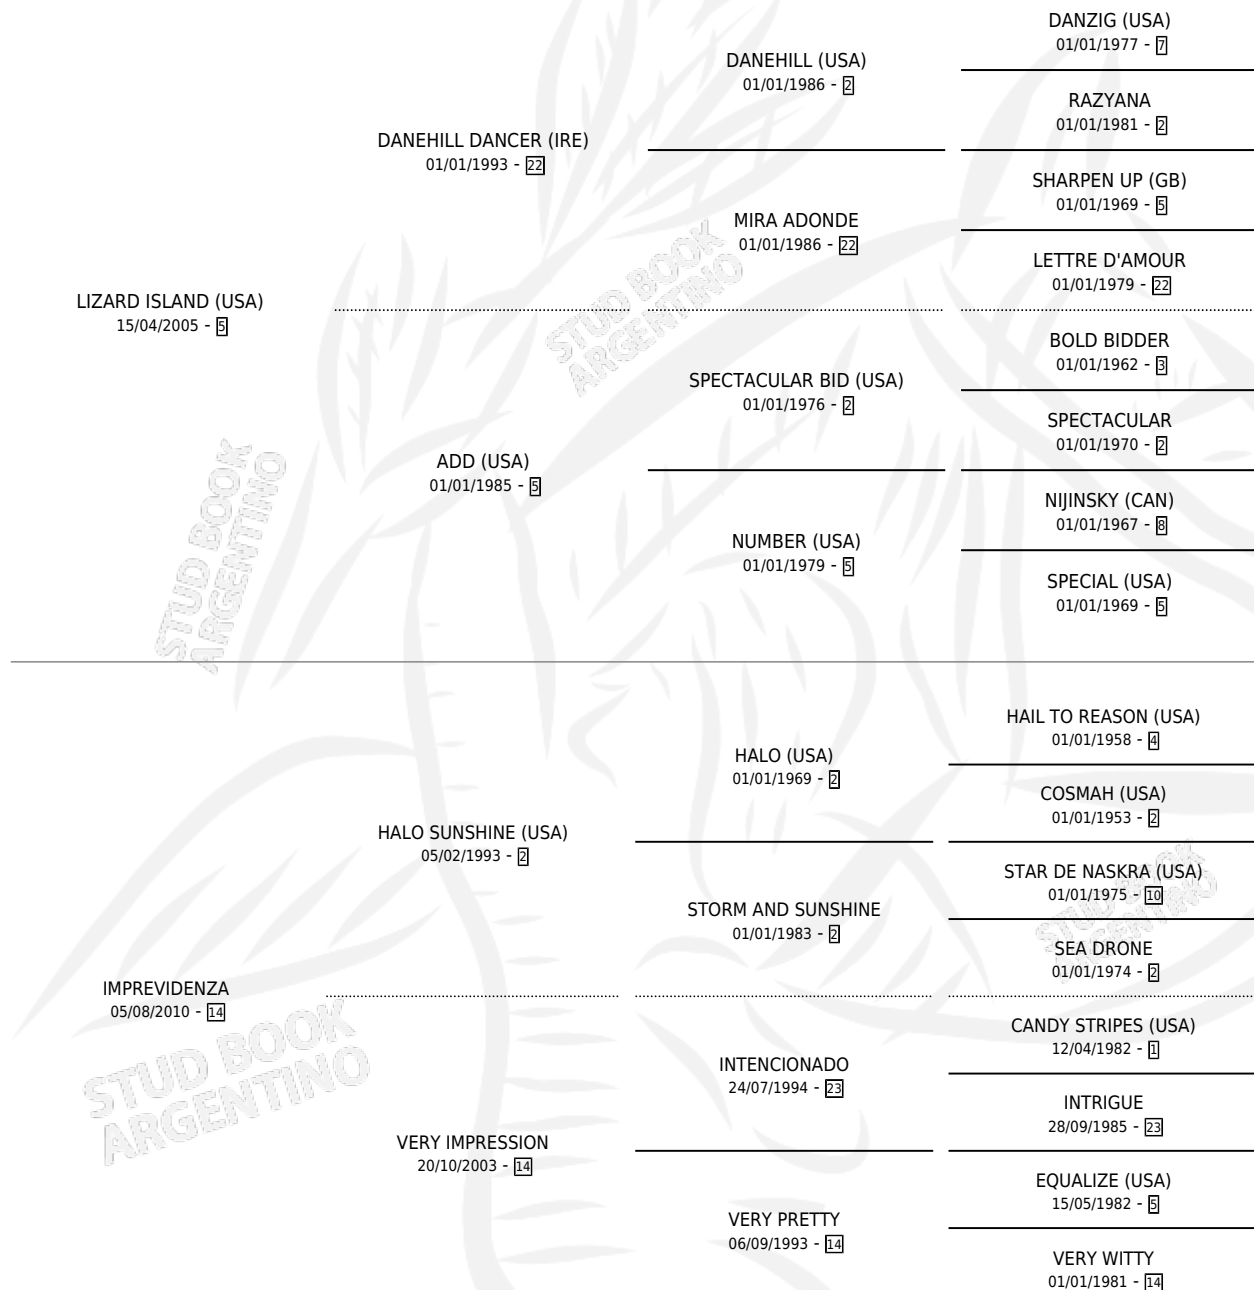 DANZIG (USA)
01/01/1977 - 7
DANEHILL (USA)
01/01/1986 - 2
RAZYANA
01/01/1981 - 2
DANEHILL DANCER (IRE)
01/01/1993 - 22
SHARPEN UP (GB)
01/01/1969 - 5
MIRA ADONDE
01/01/1986 - 22
LETTRE D'AMOUR
01/01/1979 - 22
LIZARD ISLAND (USA)
15/04/2005 - 5
BOLD BIDDER
01/01/1962 - 3
SPECTACULAR BID (USA)
01/01/1976 - 2
SPECTACULAR
01/01/1970 - 2
ADD (USA)
01/01/1985 - 5
NIJINSKY (CAN)
01/01/1967 - 8
NUMBER (USA)
01/01/1979 - 5
SPECIAL (USA)
01/01/1969 - 5
HAIL TO REASON (USA)
01/01/1958 - 4
HALO (USA)
01/01/1969 - 2
COSMAH (USA)
01/01/1953 - 2
HALO SUNSHINE (USA)
05/02/1993 - 2
STAR DE NASKRA (USA)
01/01/1975 - 10
STORM AND SUNSHINE
01/01/1983 - 2
SEA DRONE
01/01/1974 - 2
IMPREVIDENZA
05/08/2010 - 14
CANDY STRIPES (USA)
12/04/1982 - 1
INTENCIONADO
24/07/1994 - 23
INTRIGUE
28/09/1985 - 23
VERY IMPRESSION
20/10/2003 - 14
EQUALIZE (USA)
15/05/1982 - 5
VERY PRETTY
06/09/1993 - 14
VERY WITTY
01/01/1981 - 14
STUD BOOK
ARGENTINO
STUD BOOK
ARGENTINO
STUD BOOK
ARGENTINO
STUD BOOK
ARGENTINO